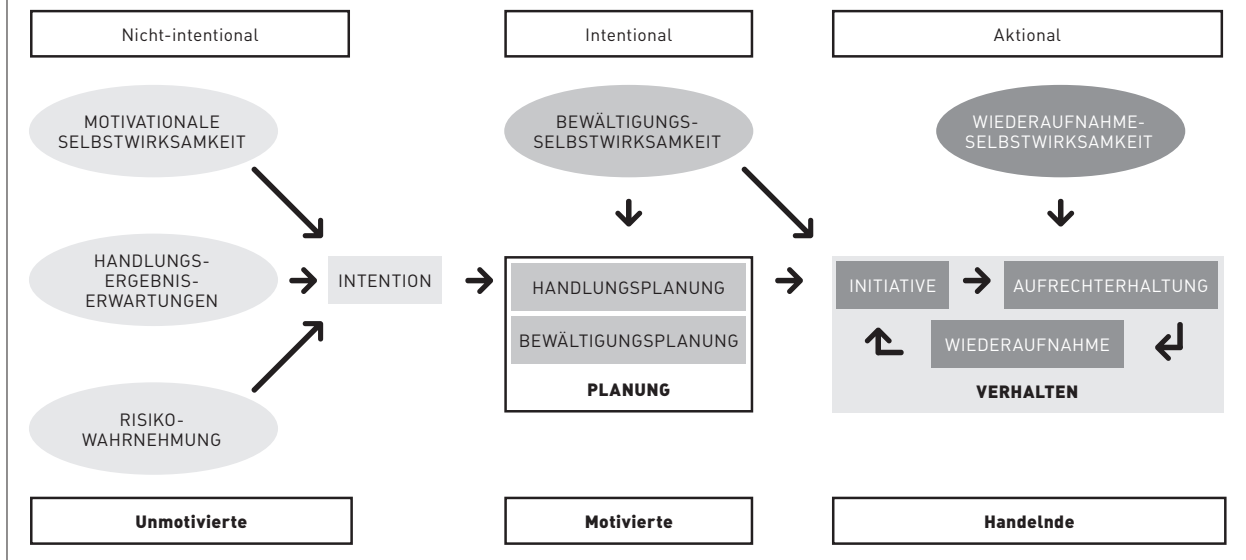 Nicht-intentional
Intentional
Aktional
MOTIVATIONALE
SELBSTWIRKSAMKEIT
BEWÄLTIGUNGS-
SELBSTWIRKSAMKEIT
WIEDERAUFNAHME-
SELBSTWIRKSAMKEIT
HANDLUNGS-
ERGEBNIS-
ERWARTUNGEN
INTENTION
HANDLUNGSPLANUNG
BEWÄLTIGUNGSPLANUNG
PLANUNG
INITIATIVE
AUFRECHTERHALTUNG
WIEDERAUFNAHME
VERHALTEN
RISIKO-
WAHRNEHMUNG
Unmotivierte
Motivierte
Handelnde